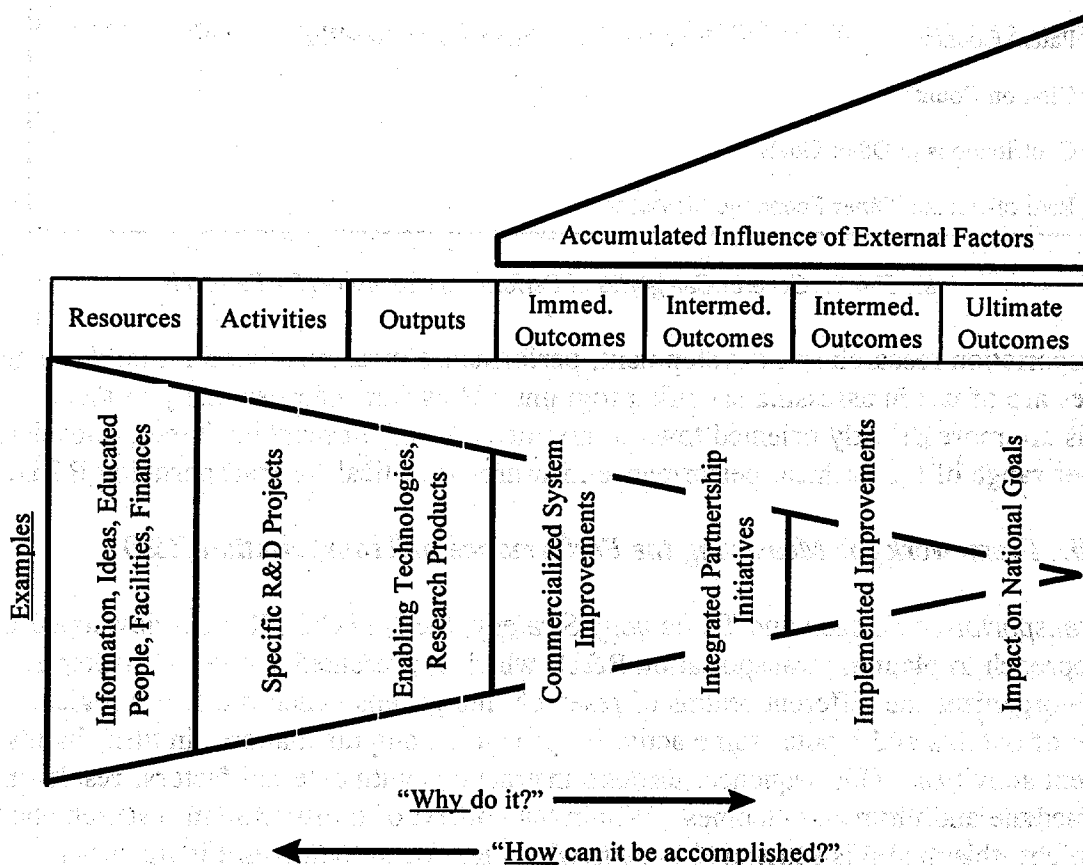 Accumulated Influence of External Factors
Resources
Activities
Outputs
Immed.
Outcomes
Intermed.
Outcomes
Intermed.
Outcomes
Ultimate
Outcomes
Examples
Information, Ideas, Educated
People, Facilities, Finances
Specific R&D Projects
Enabling Technologies,
Research Products
Commercialized System
Improvements
Integrated Partnertship
Initiatives
Implemented Improvements
Impact on National Goals
“Why do it?”
“How can it be accomplished?”